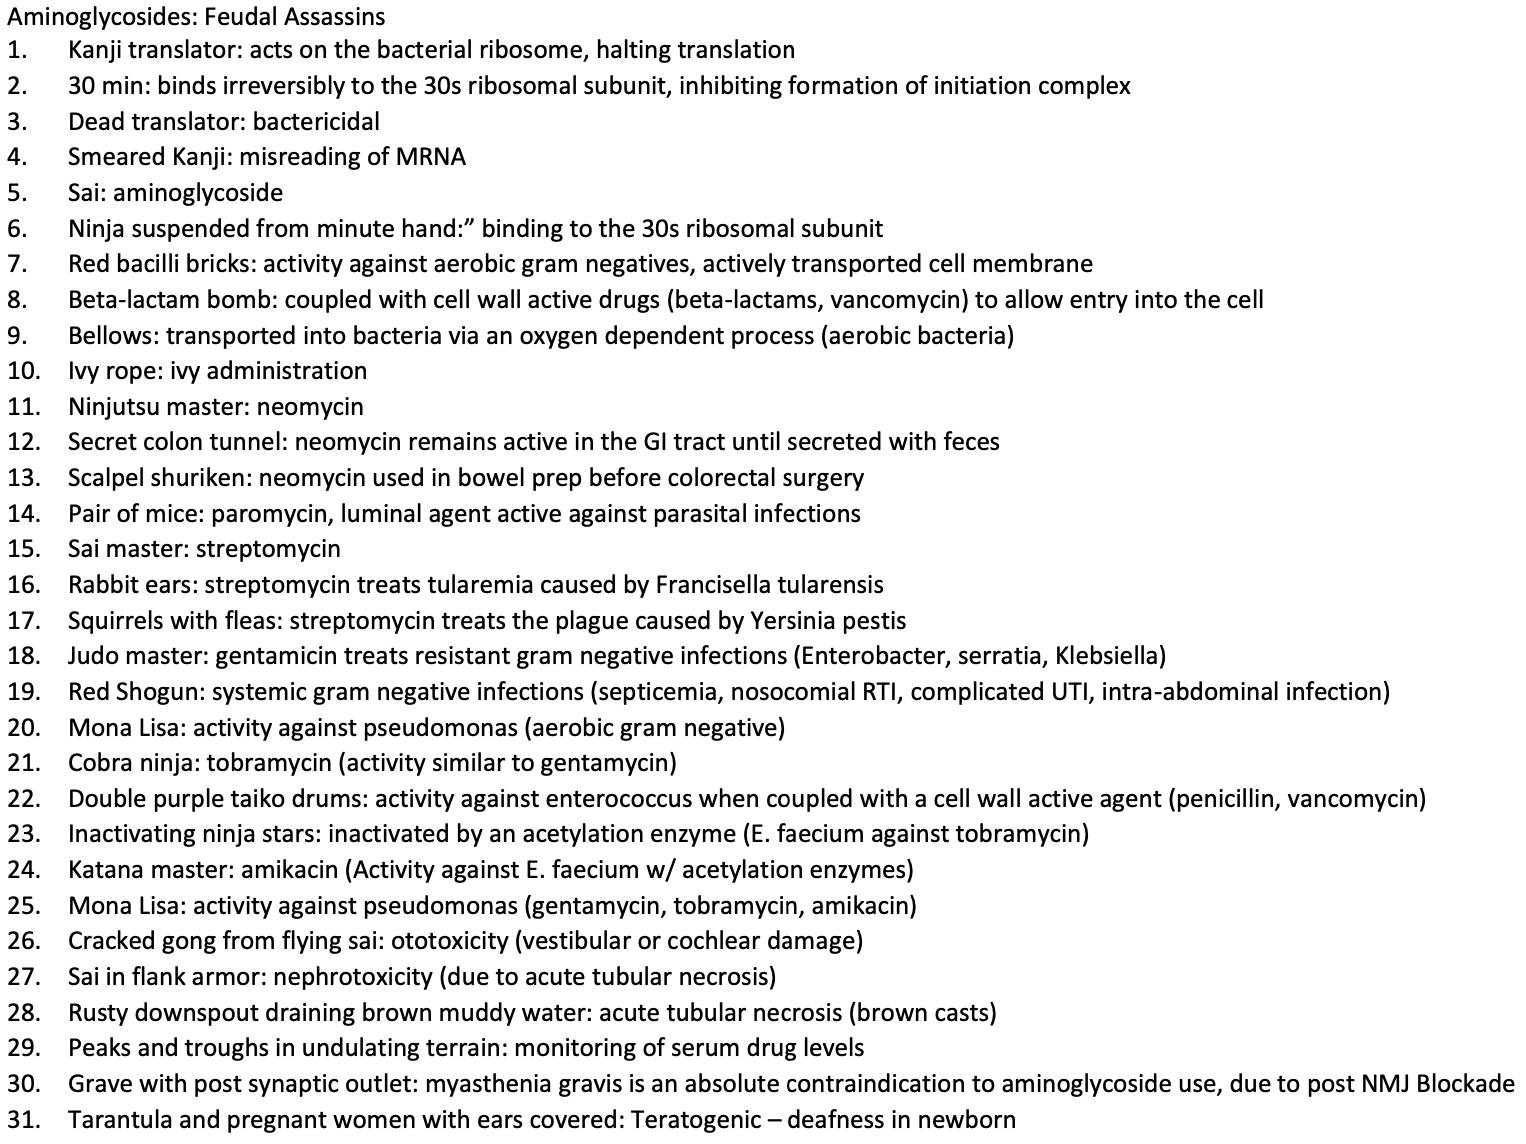 Aminoglycosides: Feudal Assassins
1. Kanji translator: acts on the bacterial ribosome, halting translation
2. 30 min: binds irreversibly to the 30s ribosomal subunit, inhibiting formation of initiation complex
3. Dead translator: bactericidal
4. Smeared Kanji: misreading of MRNA
5. Sai: aminoglycoside
6. Ninja suspended from minute hand:” binding to the 30s ribosomal subunit
7. Red bacilli bricks: activity against aerobic gram negatives, actively transported cell membrane
8. Beta-lactam bomb: coupled with cell wall active drugs (beta-lactams, vancomycin) to allow entry into the cell
9. Bellows: transported into bacteria via an oxygen dependent process (aerobic bacteria)
10. Ivy rope: ivy administration
11. Ninjutsu master: neomycin
12. Secret colon tunnel: neomycin remains active in the GI tract until secreted with feces
13. Scalpel shuriken: neomycin used in bowel prep before colorectal surgery
14. Pair of mice: paromycin, luminal agent active against parasital infections
15. Sai master: streptomycin
16. Rabbit ears: streptomycin treats tularemia caused by Francisella tularensis
17. Squirrels with fleas: streptomycin treats the plague caused by Yersinia pestis
18. Judo master: gentamicin treats resistant gram negative infections (Enterobacter, serratia, Klebsiella)
19. Red Shogun: systemic gram negative infections (septicemia, nosocomial RTI, complicated UTI, intra-abdominal infection)
20. Mona Lisa: activity against pseudomonas (aerobic gram negative)
21. Cobra ninja: tobramycin (activity similar to gentamycin)
22. Double purple taiko drums: activity against enterococcus when coupled with a cell wall active agent (penicillin, vancomycin)
23. Inactivating ninja stars: inactivated by an acetylation enzyme (E. faecium against tobramycin)
24. Katana master: amikacin (Activity against E. faecium w/ acetylation enzymes)
25. Mona Lisa: activity against pseudomonas (gentamycin, tobramycin, amikacin)
26. Cracked gong from flying sai: ototoxicity (vestibular or cochlear damage)
27. Sai in flank armor: nephrotoxicity (due to acute tubular necrosis)
28. Rusty downspout draining brown muddy water: acute tubular necrosis (brown casts)
29. Peaks and troughs in undulating terrain: monitoring of serum drug levels
30. Grave with post synaptic outlet: myasthenia gravis is an absolute contraindication to aminoglycoside use, due to post NMJ Blockade
31. Tarantula and pregnant women with ears covered: Teratogenic – deafness in newborn